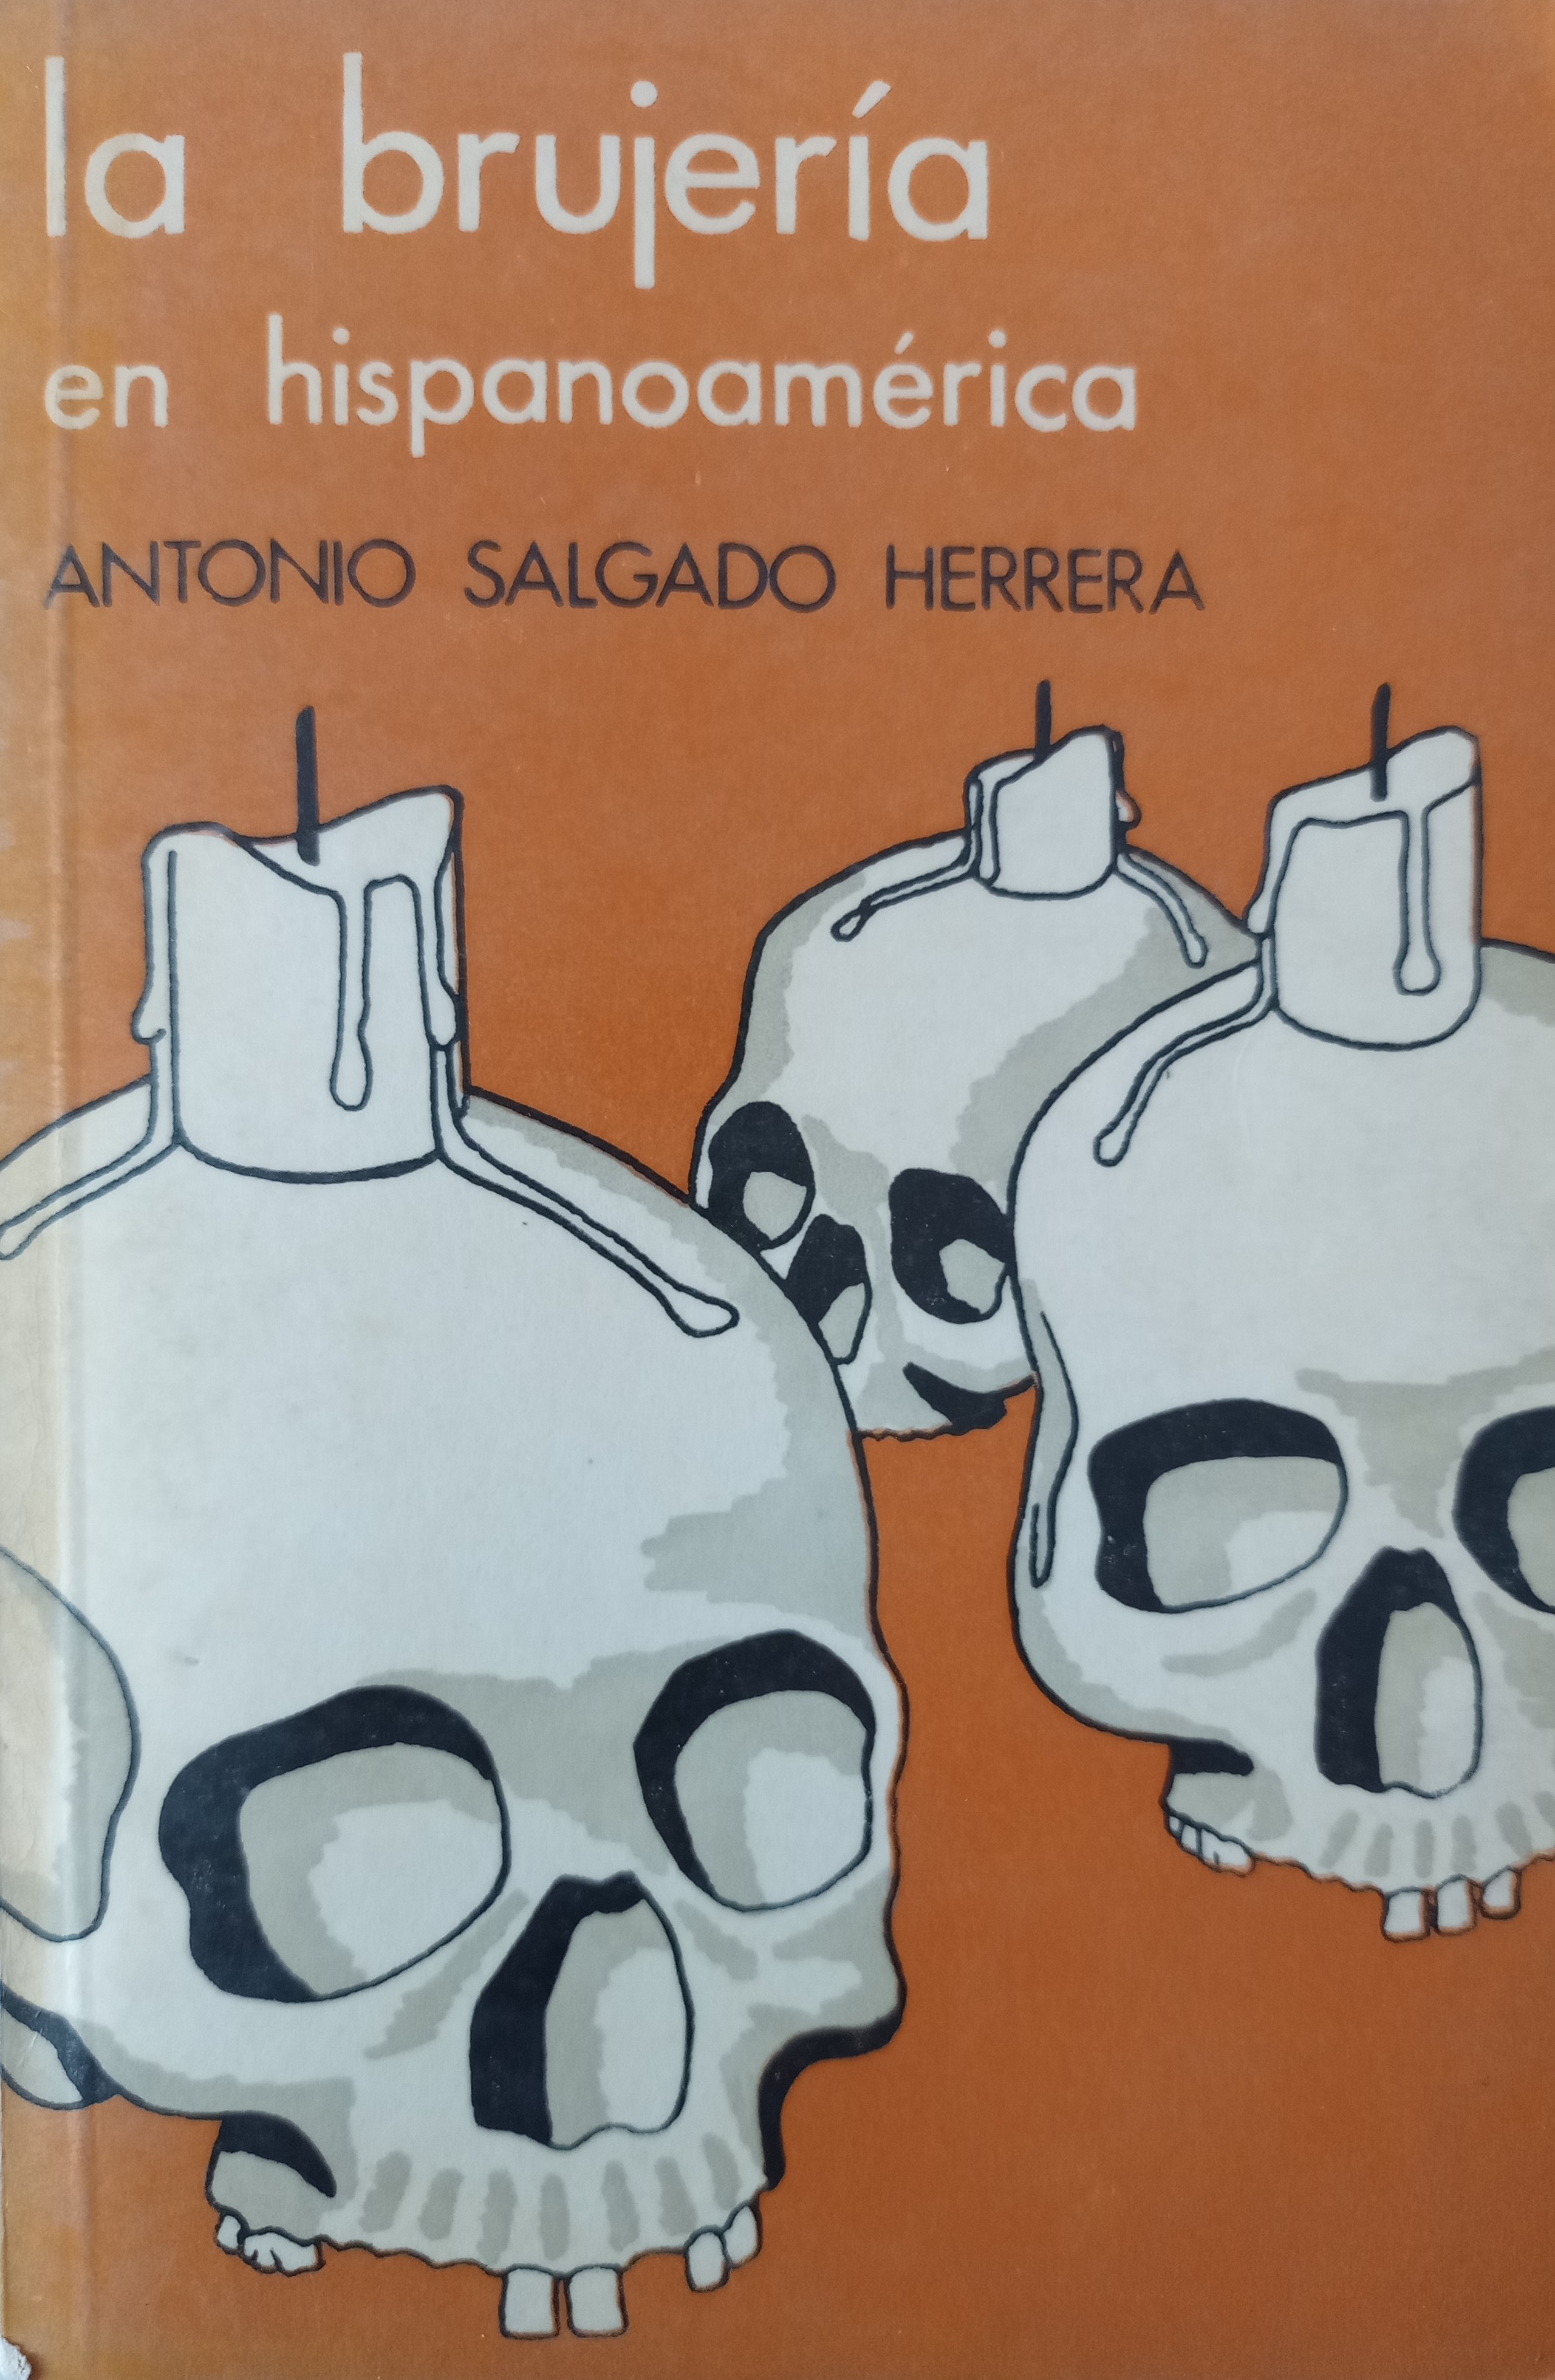 la brujería
en hispanoamérica
ANTONIO SALGADO HERRERA